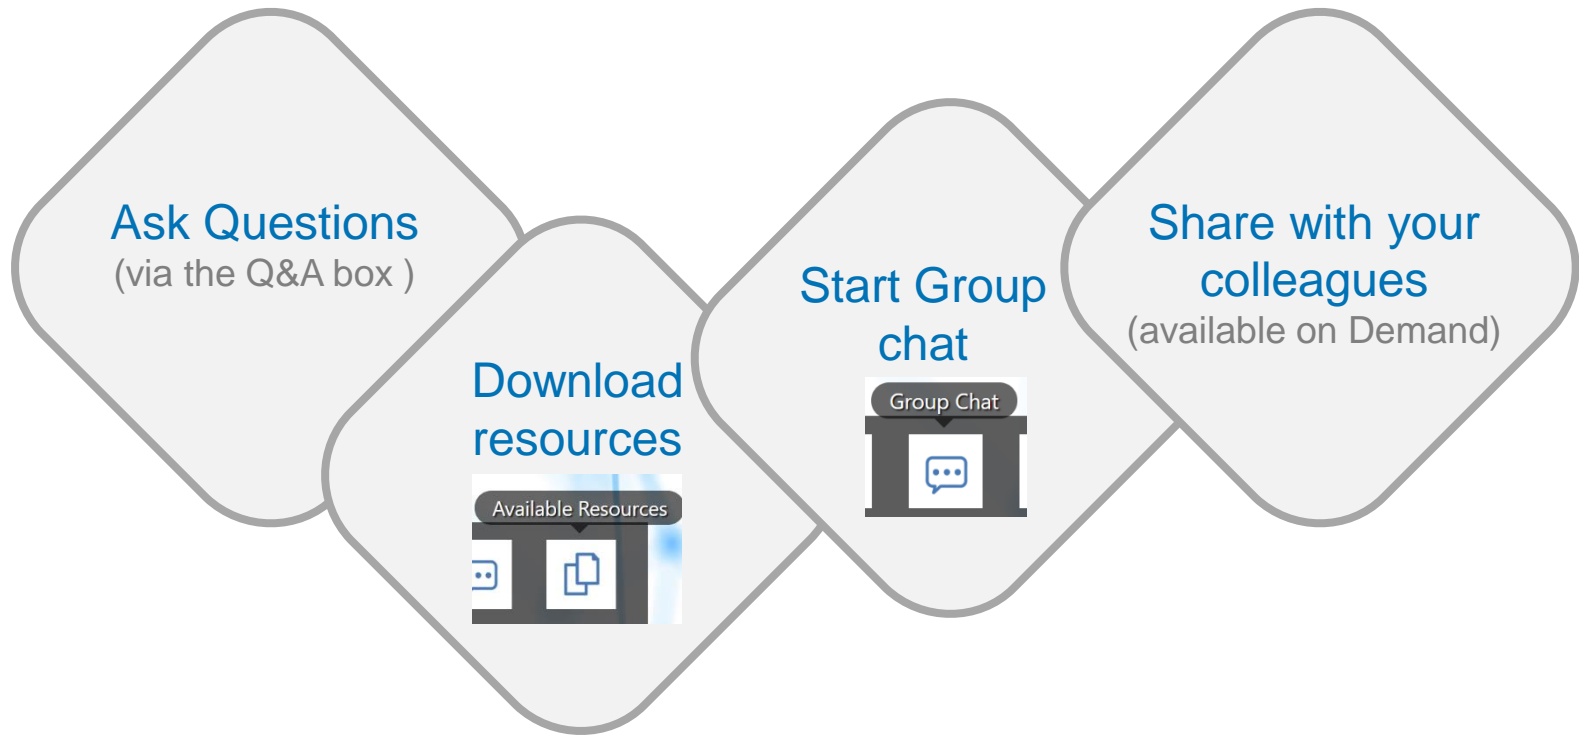 Ask Questions
(via the Q&A box )
Download
resources
Available Resources
Start Group
chat
Group Chat
Share with your
colleagues
(available on Demand)